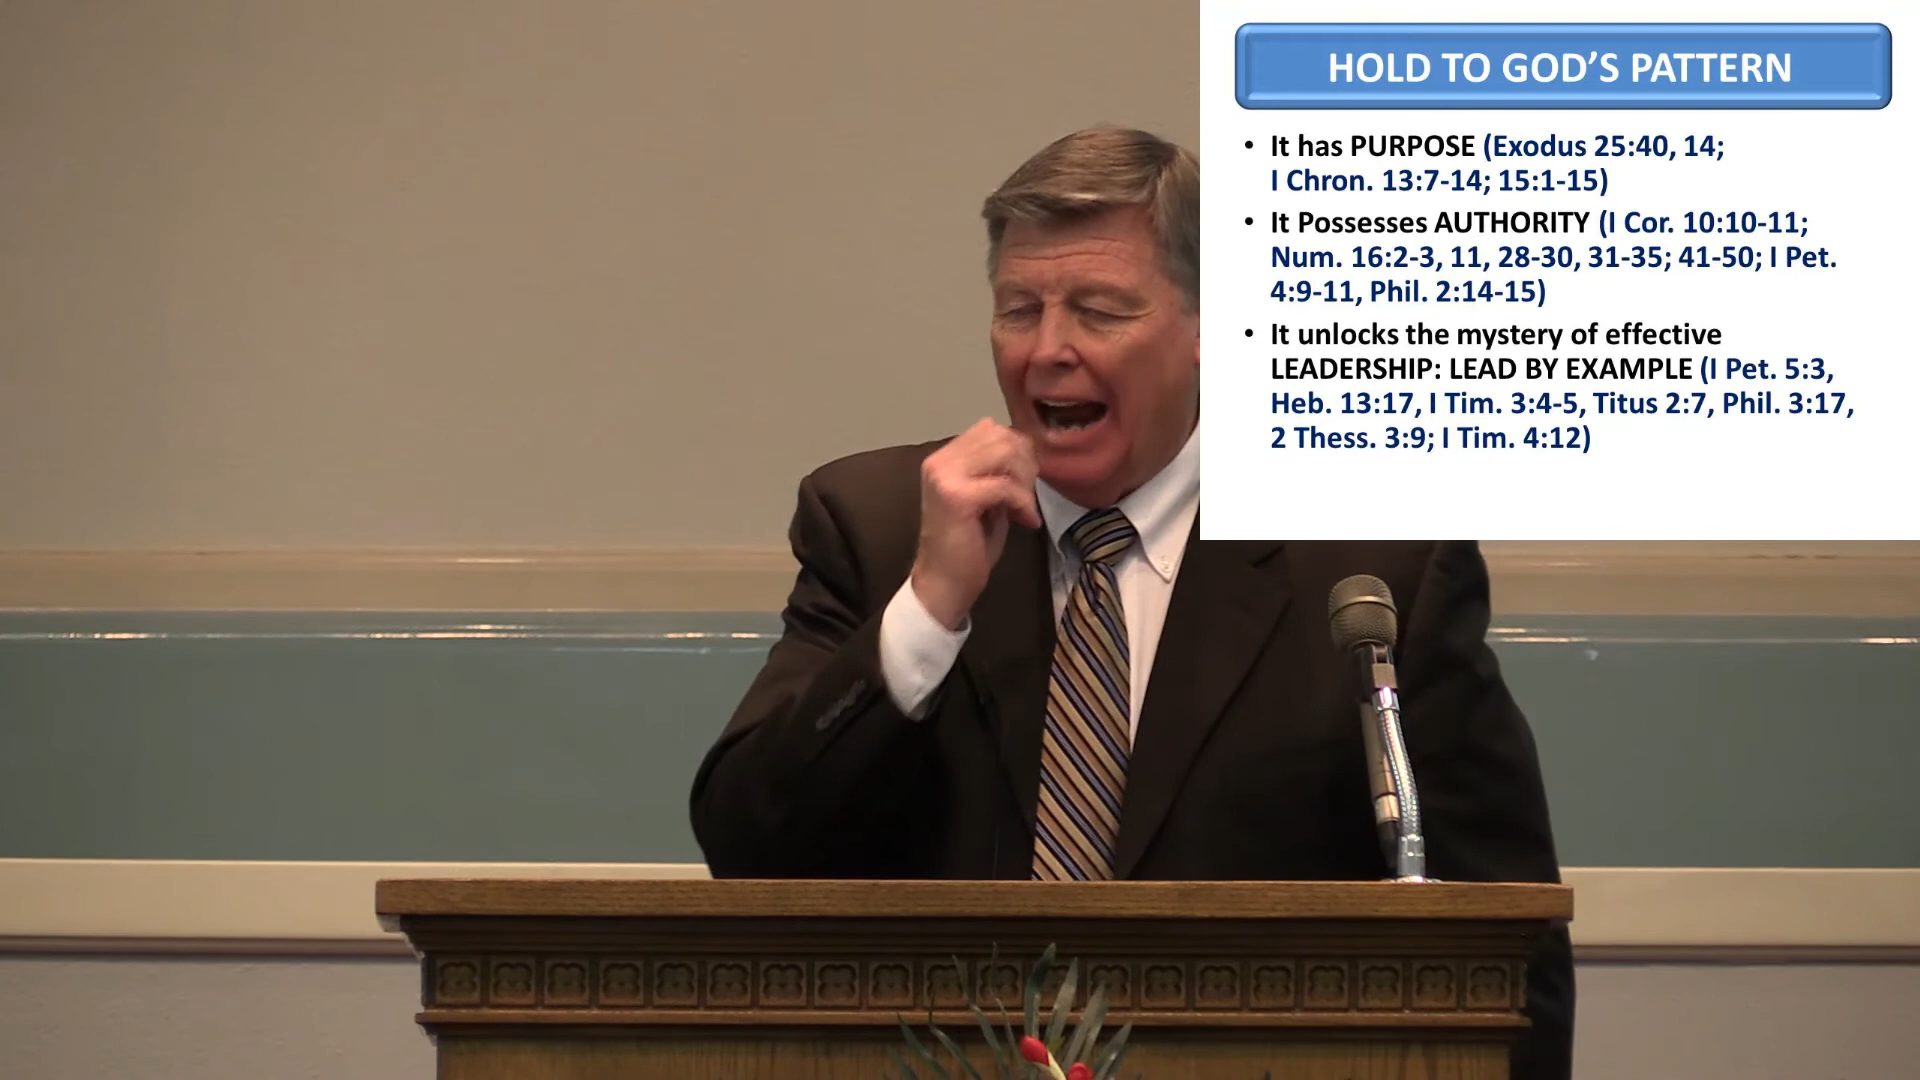 HOLD TO GOD’S PATTERN
• It has PURPOSE (Exodus 25:40, 14;
I Chron. 13:7-14; 15:1-15)
• It Possesses AUTHORITY (I Cor. 10:10-11;
Num. 16:2-3, 11, 28-30, 31-35; 41-50; I Pet.
4:9-11, Phil. 2:14-15)
• It unlocks the mystery of effective
LEADERSHIP: LEAD BY EXAMPLE (I Pet. 5:3,
Heb. 13:17, I Tim. 3:4-5, Titus 2:7, Phil. 3:17,
2 Thess. 3:9; I Tim. 4:12)